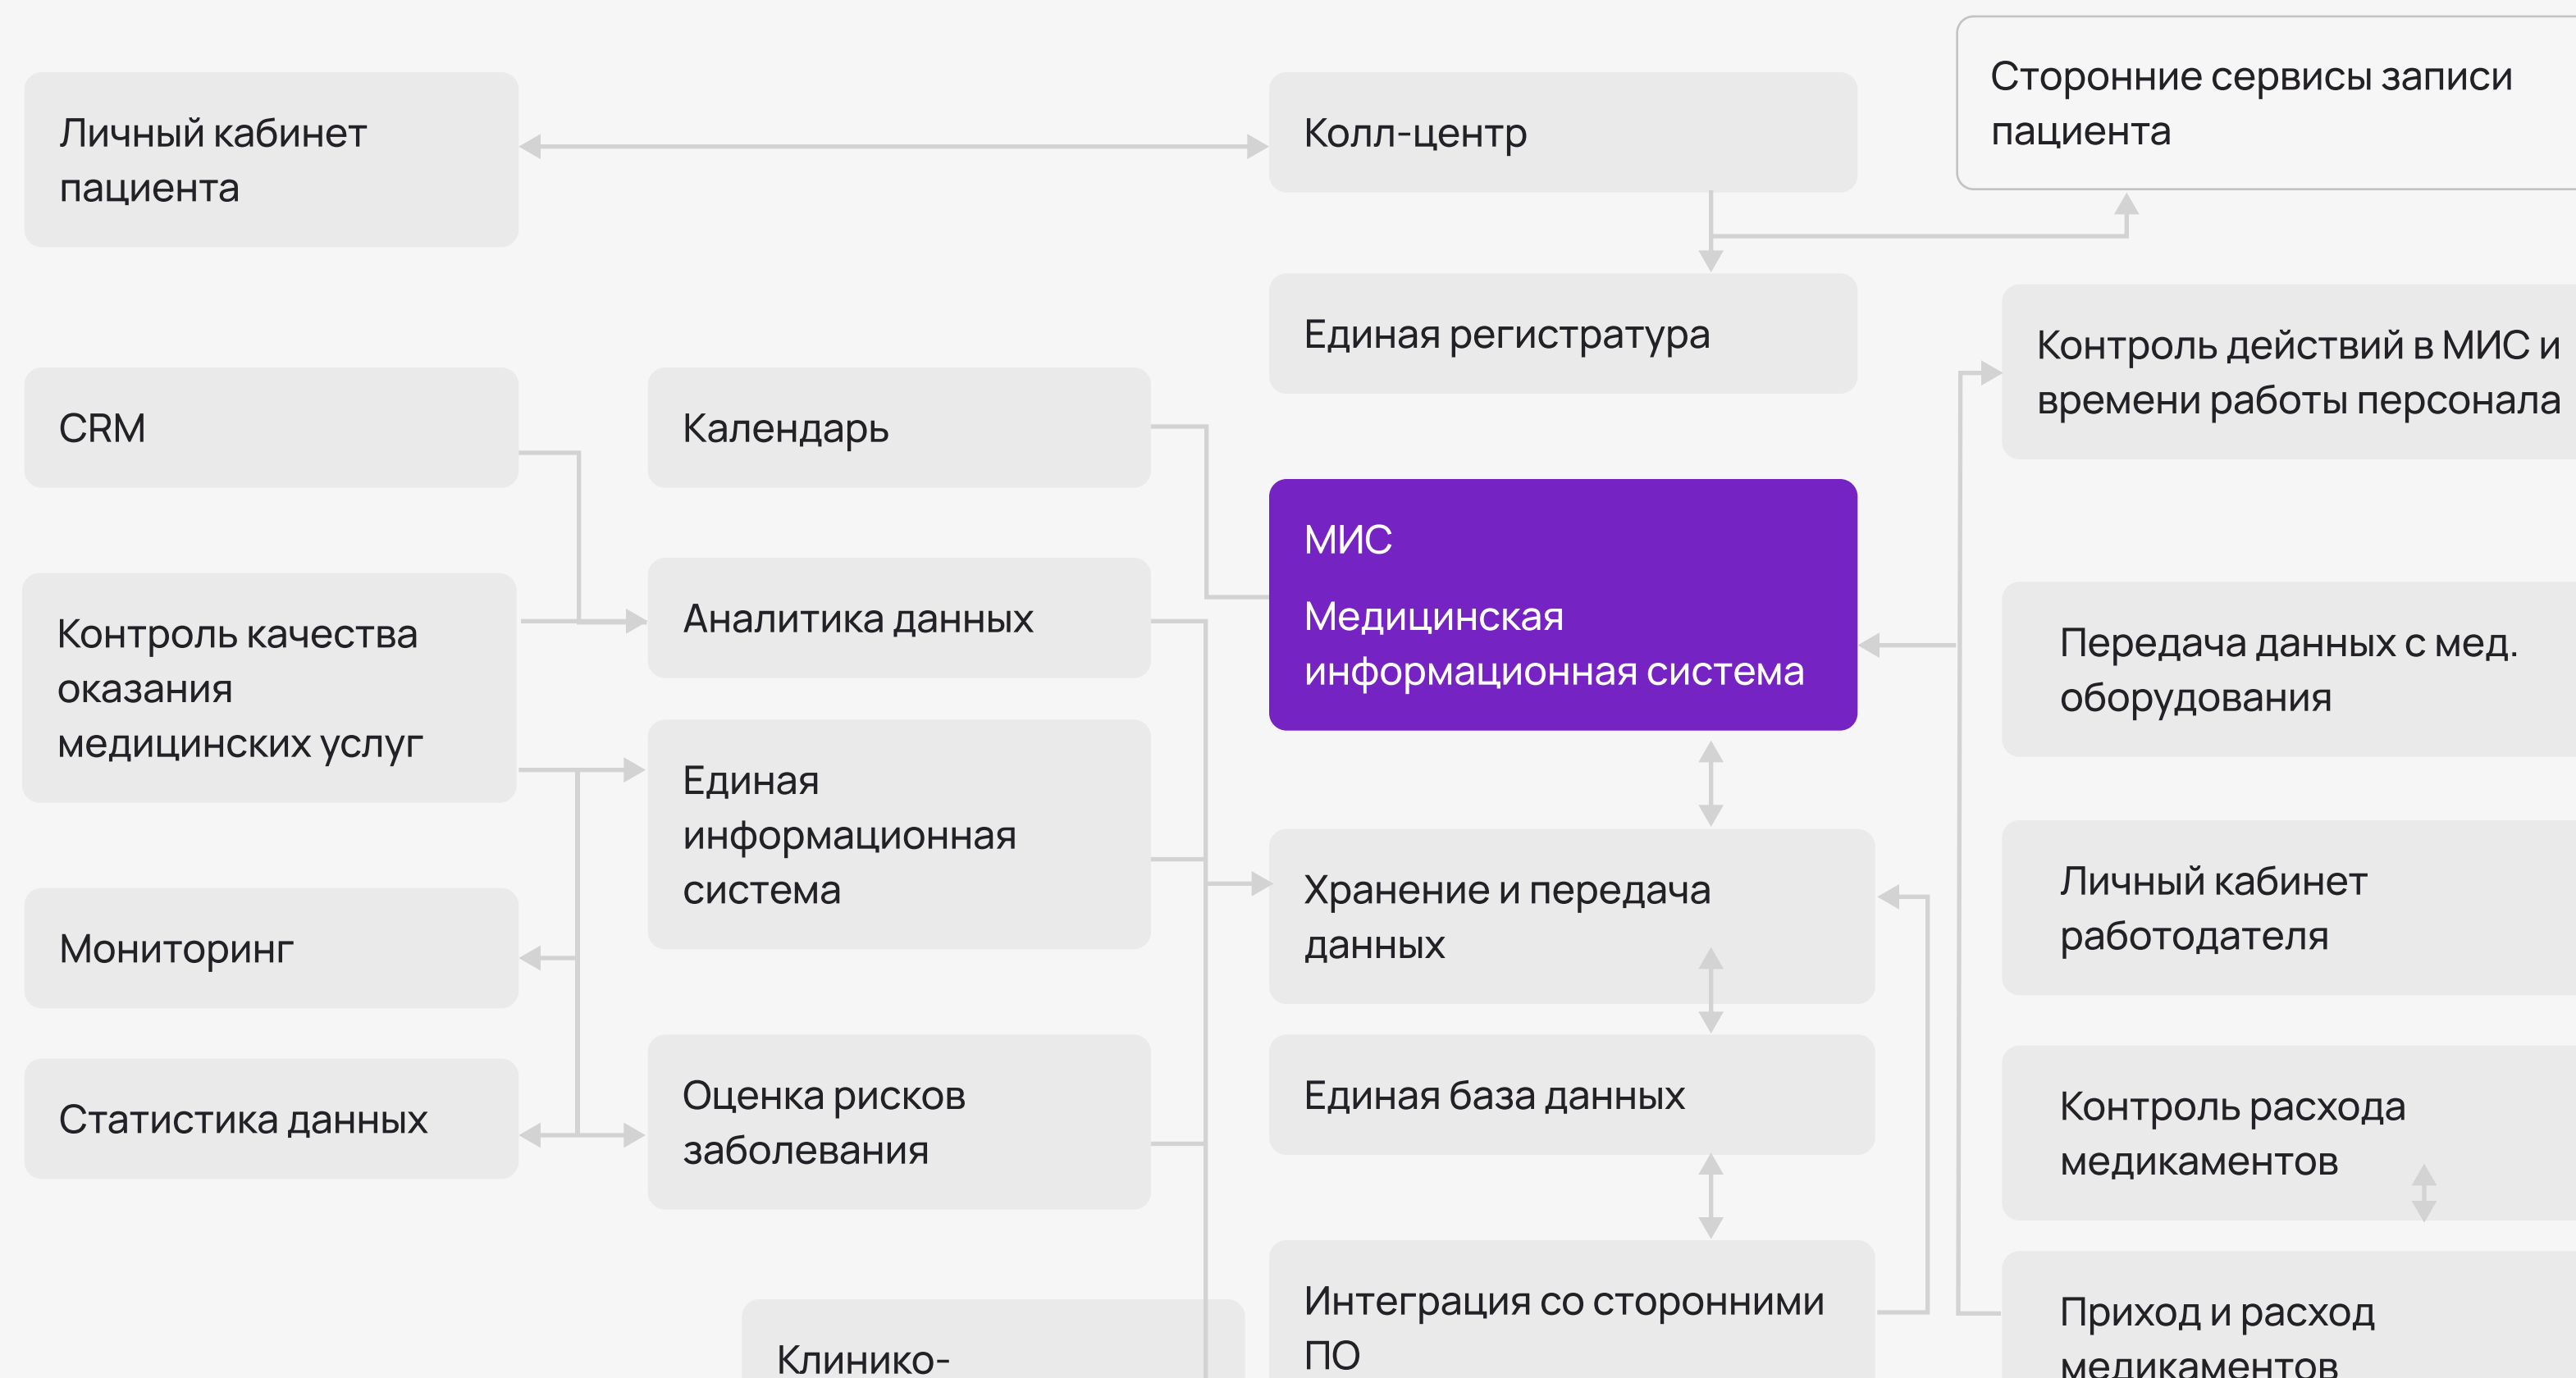 Личный кабинет
пациента
Колл-центр
Сторонние сервисы записи
пациента
Единая регистратура
Контроль действий в МИС и
времени работы персонала
CRM
Календарь
МИС
Медицинская
информационная система
Контроль качества
оказания
медицинских услуг
Аналитика данных
Передача данных с мед.
оборудования
Единая
информационная
система
Хранение и передача
данных
Личный кабинет
работодателя
Мониторинг
Статистика данных
Оценка рисков
заболевания
Единая база данных
Контроль расхода
медикаментов
Клинико-
Интеграция со сторонними
ПО
Приход и расход
медикаментов